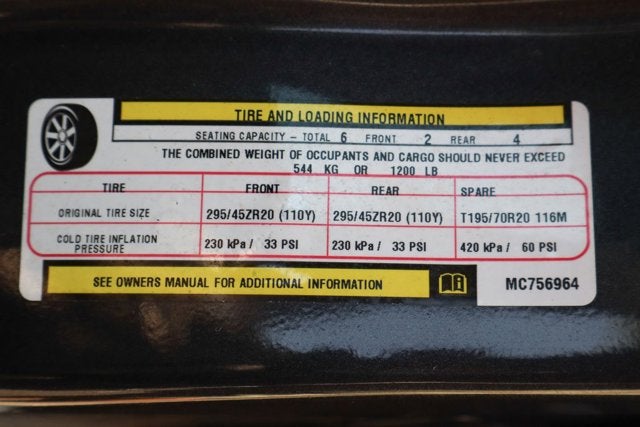 TIRE AND LOADING INFORMATION
SEATING CAPACITY - TOTAL 6 FRONT 2 REAR 4
THE COMBINED WEIGHT OF OCCUPANTS AND CARGO SHOULD NEVER EXCEED
544 KG OR 1200 LB
TIRE FRONT REAR SPARE
ORIGINAL TIRE SIZE 295/45ZR20 (110Y) 295/45ZR20 (110Y) T195/70R20 116M
COLD TIRE INFLATION
PRESSURE 230 kPa / 33 PSI 230 kPa / 33 PSI 420 kPa / 60 PSI
SEE OWNERS MANUAL FOR ADDITIONAL INFORMATION
MC756964